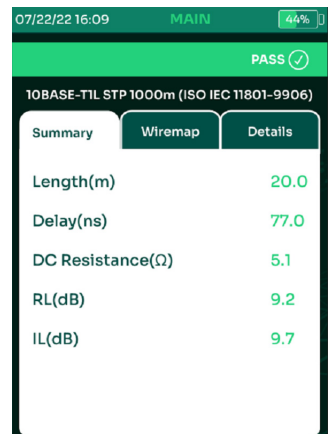 07/22/22 16:09 MAIN 44%
PASS
10BASE-T1L STP 1000m (ISO IEC 11801-9906)
Summary Wiremap Details
Length(m) 20.0
Delay(ns) 77.0
DC Resistance(Ω) 5.1
RL(dB) 9.2
IL(dB) 9.7